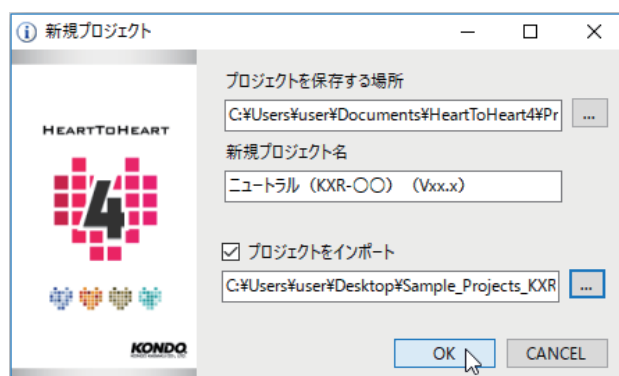 新規プロジェクト
プロジェクトを保存する場所
C:¥Users¥user¥Documents¥HeartToHeart4¥Pr
...
新規プロジェクト名
ニュートラル（KXR-〇〇）（Vxx.x）
プロジェクトをインポート
C:¥Users¥user¥Desktop¥Sample_Projects_KXR
...
OK
CANCEL
HEARTTOHEART
4
KONDO